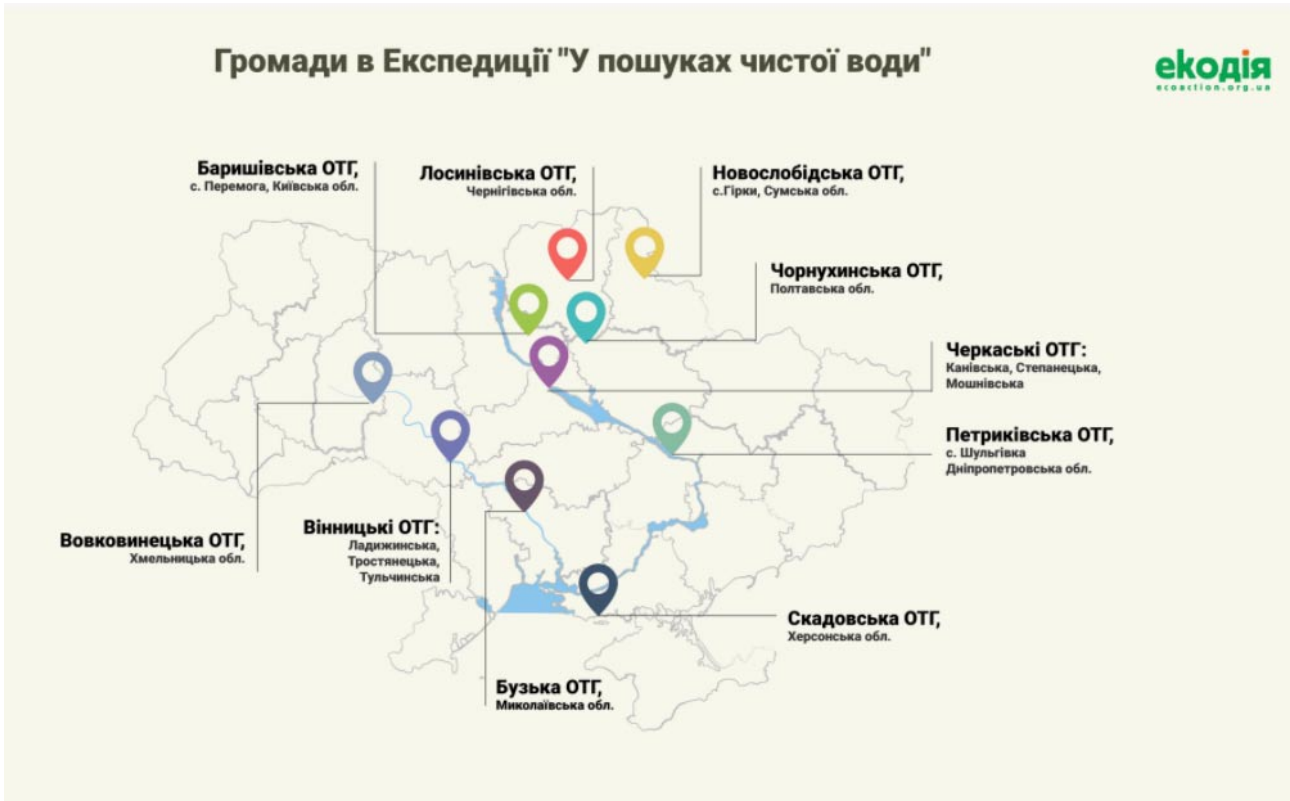 Громади в Експедиції "У пошуках чистої води"
екодія
ecoaction.org.ua
Баришівська ОТГ,
с. Перемога, Київська обл.
Лосинівська ОТГ,
Чернігівська обл.
Новослобідська ОТГ,
с.Гірки, Сумська обл.
Чорнухинська ОТГ,
Полтавська обл.
Черкаські ОТГ:
Канівська, Степанецька,
Мошнівська
Петриківська ОТГ,
с. Шульгівка
Дніпропетровська обл.
Вовковинецька ОТГ,
Хмельницька обл.
Вінницькі ОТГ:
Ладижинська,
Тростянецька,
Тульчинська
Скадовська ОТГ,
Херсонська обл.
Бузька ОТГ,
Миколаївська обл.